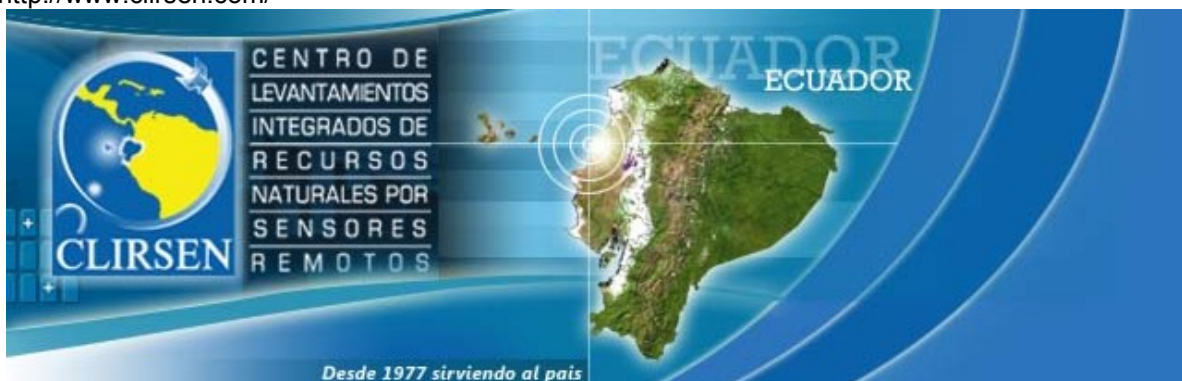 http://www.clirsen.com/
CENTRO DE
LEVANTAMIENTOS
INTEGRADOS DE
RECURSOS
NATURALES POR
SENSORES
REMOTOS
CLIRSEN
ECUADOR
ECUADOR
Desde 1977 sirviendo al pais